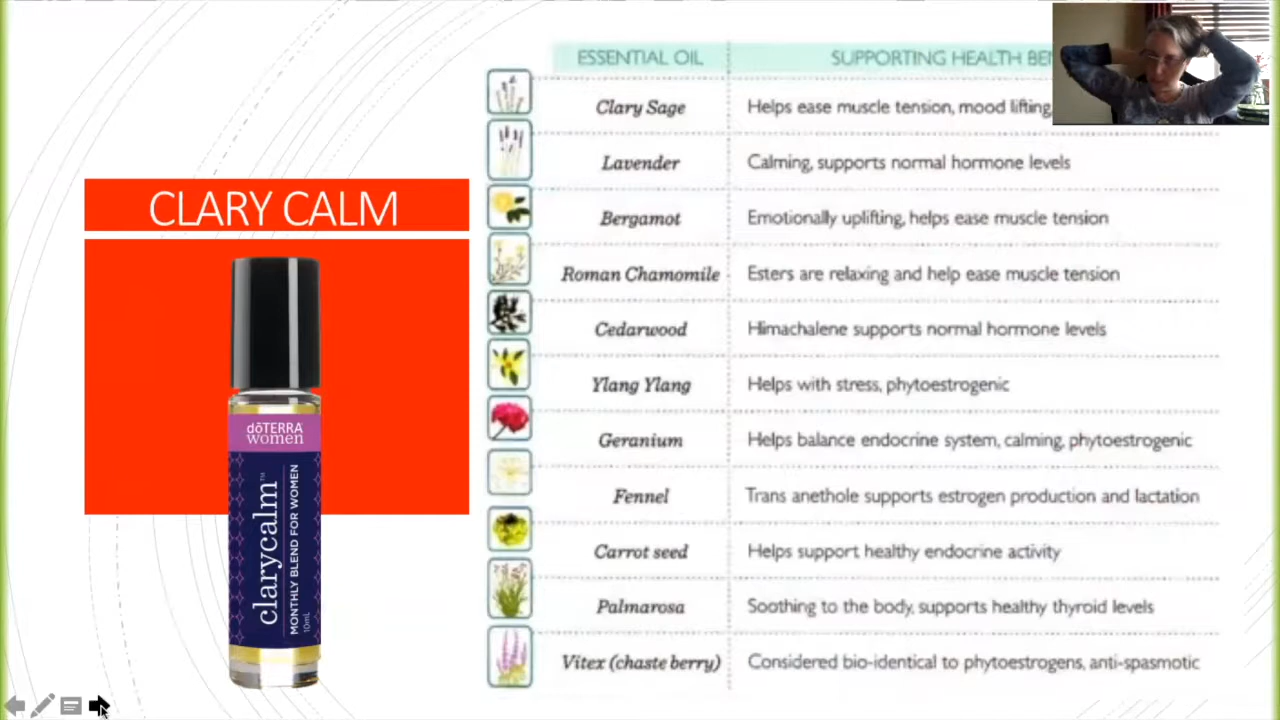 CLARY CALM
dōTERRA
women
clarycalm™
MONTHLY BLEND FOR WOMEN
10mL
ESSENTIAL OIL SUPPORTING HEALTH
Clary Sage Helps ease muscle tension, mood lifting,
Lavender Calming, supports normal hormone levels
Bergamot Emotionally uplifting, helps ease muscle tension
Roman Chamomile Esters are relaxing and help ease muscle tension
Cedarwood Himachalene supports normal hormone levels
Ylang Ylang Helps with stress, phytoestrogenic
Geranium Helps balance endocrine system, calming, phytoestrogenic
Fennel Trans anethole supports estrogen production and lactation
Carrot seed Helps support healthy endocrine activity
Palmarosa Soothing to the body, supports healthy thyroid levels
Vitex (chaste berry) Considered bio-identical to phytoestrogens, anti-spasmotic